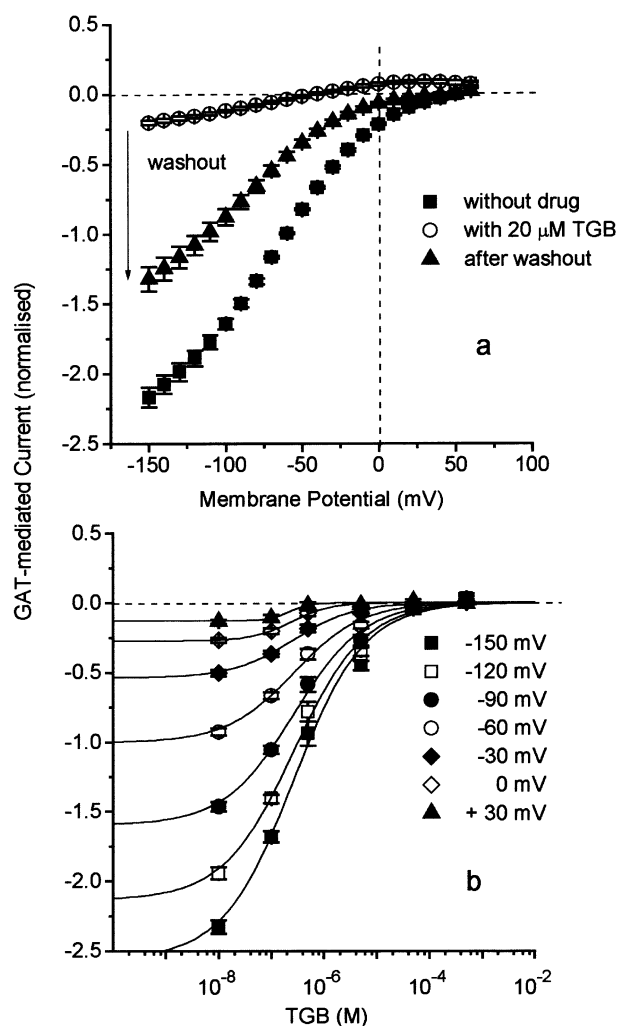 GAT-mediated Current (normalised)
0.5
0.0
-0.5
-1.0
-1.5
-2.0
-2.5
washout
without drug
with 20 μM TGB
after washout
a
-150 -100 -50 0 50 100
Membrane Potential (mV)
0.5
0.0
-0.5
-1.0
-1.5
-2.0
-2.5
-150 mV
-120 mV
-90 mV
-60 mV
-30 mV
0 mV
+ 30 mV
b
10⁻⁸ 10⁻⁶ 10⁻⁴ 10⁻²
TGB (M)